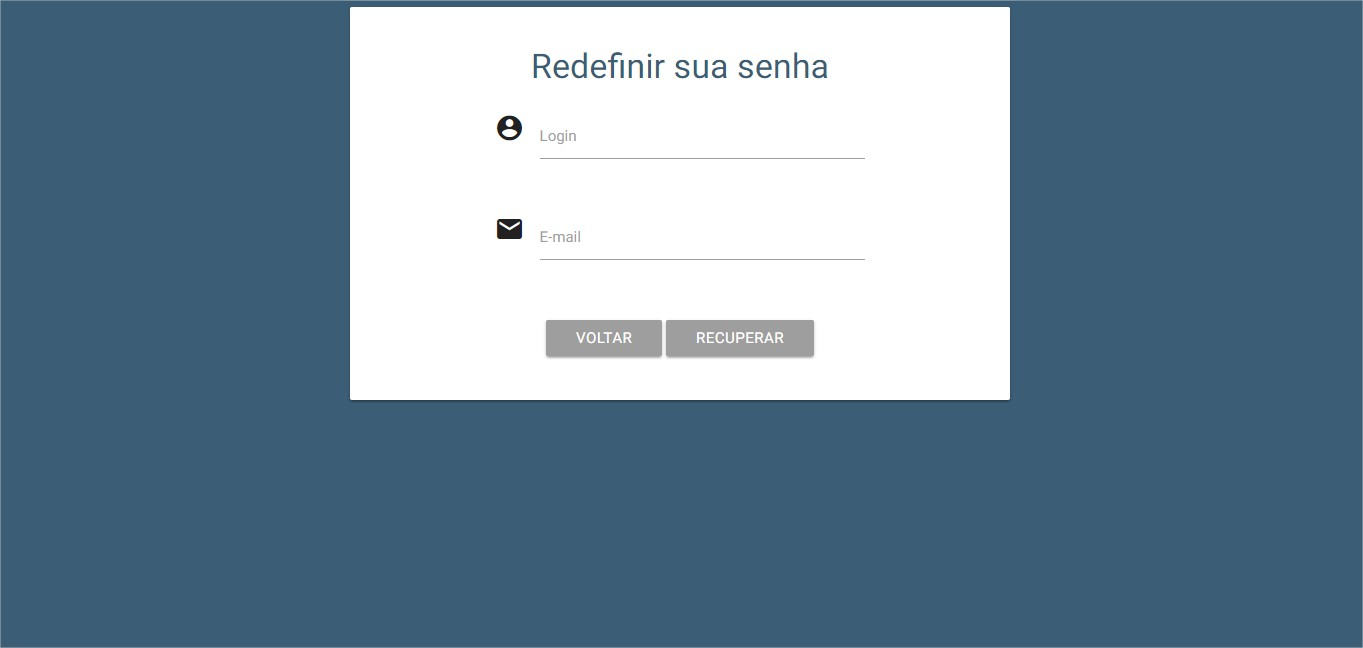 Redefinir sua senha
Login
E-mail
VOLTAR RECUPERAR